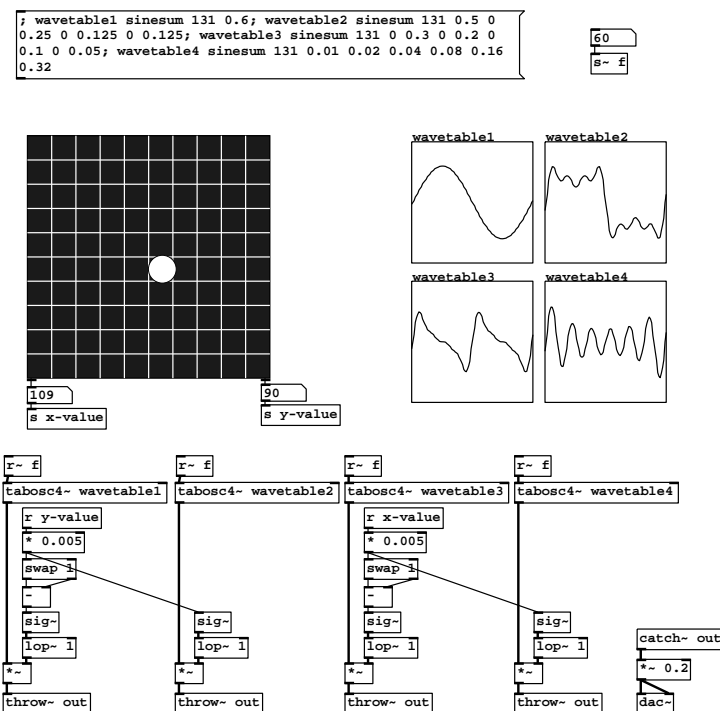 ; wavetable1 sinesum 131 0.6; wavetable2 sinesum 131 0.5 0
0.25 0 0.125 0 0.125; wavetable3 sinesum 131 0 0.3 0 0.2 0
0.1 0 0.05; wavetable4 sinesum 131 0.01 0.02 0.04 0.08 0.16
0.32
60
s~ f
wavetable1
wavetable2
wavetable3
wavetable4
109
s x-value
90
s y-value
r~ f
tabosc4~ wavetable1
r y-value
* 0.005
swap 1
-
sig~
lop~ 1
*~
throw~ out
r~ f
tabosc4~ wavetable2
sig~
lop~ 1
*~
throw~ out
r~ f
tabosc4~ wavetable3
r x-value
* 0.005
swap 1
-
sig~
lop~ 1
*~
throw~ out
r~ f
tabosc4~ wavetable4
sig~
lop~ 1
*~
throw~ out
catch~ out
*~ 0.2
dac~